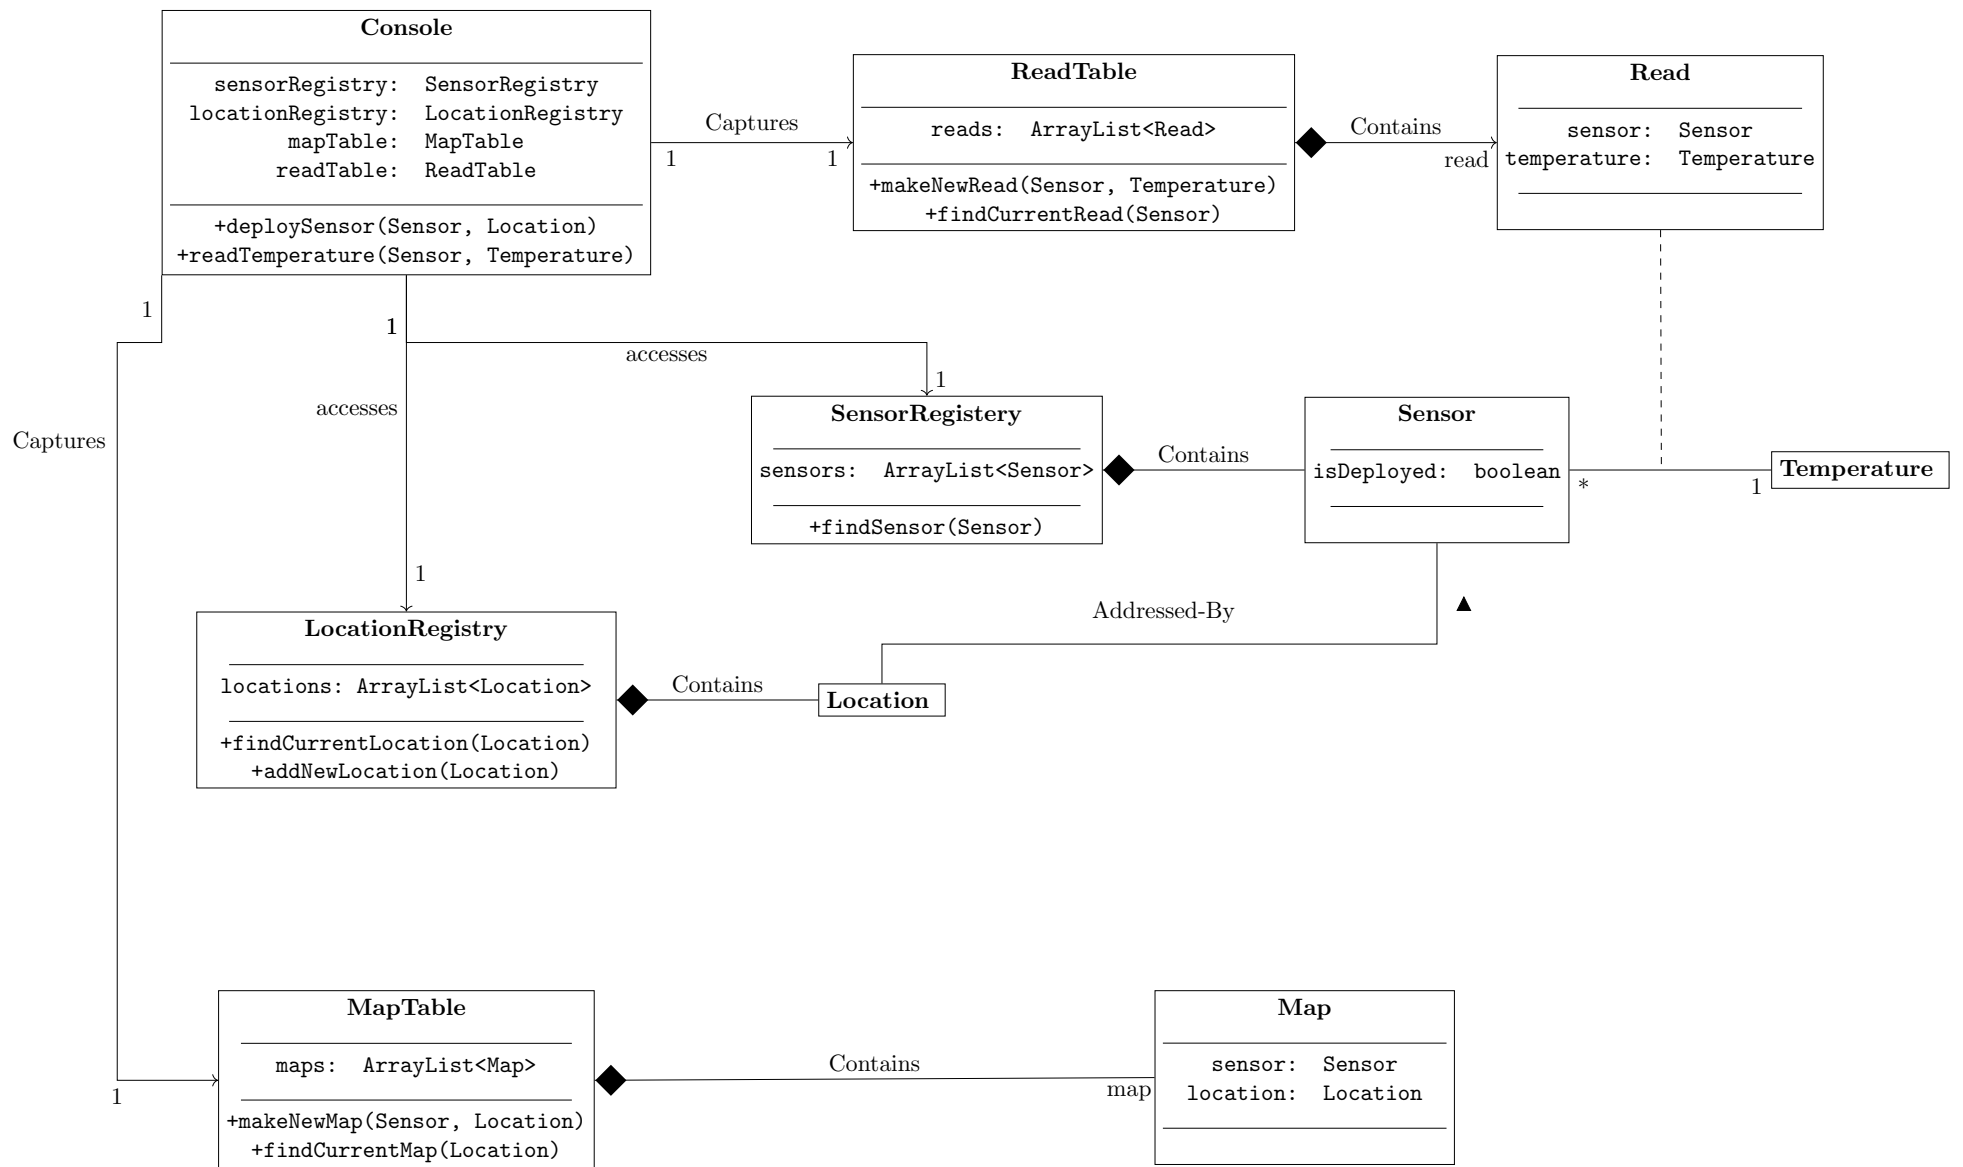 Console
sensorRegistry: SensorRegistry
locationRegistry: LocationRegistry
mapTable: MapTable
readTable: ReadTable
+deploySensor(Sensor, Location)
+readTemperature(Sensor, Temperature)
Captures
1
1
ReadTable
reads: ArrayList<Read>
+makeNewRead(Sensor, Temperature)
+findCurrentRead(Sensor)
Contains
read
Read
sensor: Sensor
temperature: Temperature
1
Captures
1
1
accesses
1
accesses
1
SensorRegistery
sensors: ArrayList<Sensor>
+findSensor(Sensor)
Contains
Sensor
isDeployed: boolean
*
1
Temperature
Addressed-By
▲
LocationRegistry
locations: ArrayList<Location>
+findCurrentLocation(Location)
+addNewLocation(Location)
Contains
Location
MapTable
maps: ArrayList<Map>
+makeNewMap(Sensor, Location)
+findCurrentMap(Location)
Contains
map
Map
sensor: Sensor
location: Location